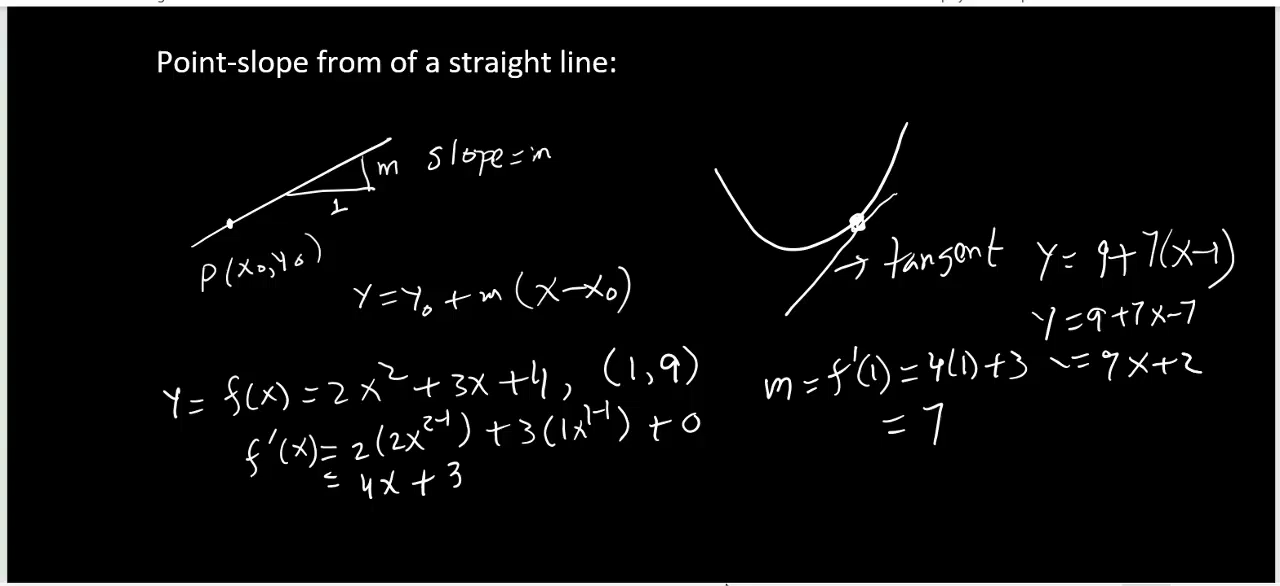 Point-slope from of a straight line:
m slope = m
1
P(x₀, y₀)
y = y₀ + m (x-x₀)
y = f(x) = 2x² + 3x + 4, (1,9)
f'(x) = 2(2x²⁻¹) + 3(1x¹⁻¹) + 0
= 4x + 3
→ tangent
y = 9+7(x-1)
y = 9+7x-7
m = f'(1) = 4(1)+3
= 7
y = 7x+2